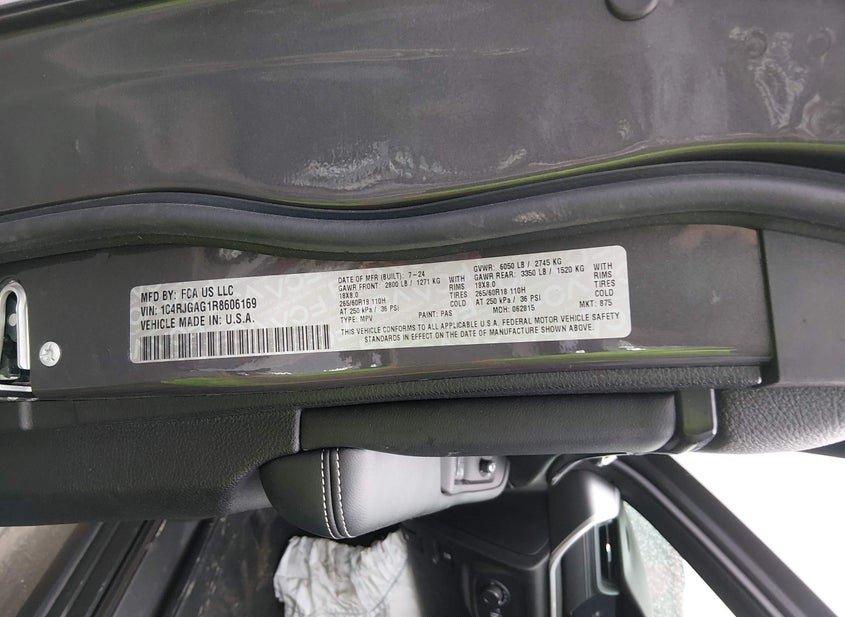 MFD BY: FCA US LLC
VIN: 1C4RJGAG1R8606169
VEHICLE MADE IN: U.S.A.
DATE OF MFR (BUILT): 7-24
GVWR: 6050 LB / 2745 KG
GAWR FRONT: 2800 LB / 1271 KG WITH
GAWR REAR: 3350 LB / 1520 KG WITH
18X8.0 RIMS
18X8.0 RIMS
265/60R18 110H TIRES
265/60R18 110H TIRES
AT 250 kPa / 36 PSI COLD
AT 250 kPa / 36 PSI COLD
TYPE: MPV PAINT: PAS MDH: 062815 MKT: 875
THIS VEHICLE CONFORMS TO ALL APPLICABLE U.S.A. FEDERAL MOTOR VEHICLE SAFETY
STANDARDS IN EFFECT ON THE DATE OF MANUFACTURE SHOWN ABOVE.